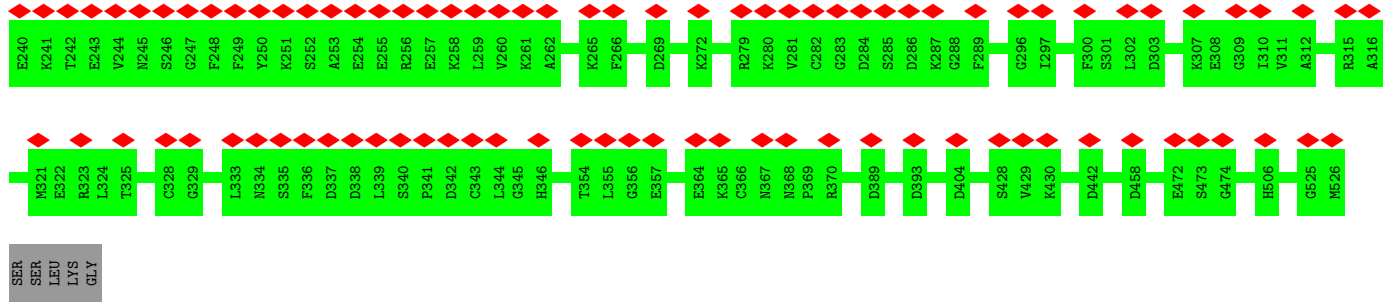 E240 K241 T242 E243 V244 N245 S246 G247 F248 F249 Y250 K251 S252 A253 E254 E255 R256 E257 K258 L259 V260 K261 A262 K265 F266 D269 K272 R279 K280 V281 C282 G283 D284 S285 D286 K287 G288 F289 G296 I297 F300 S301 L302 D303 K307 E308 G309 I310 V311 A312 R315 A316
M321 E322 R323 L324 T325 C328 G329 L333 N334 S335 F336 D337 D338 L339 S340 P341 D342 C343 L344 G345 H346 T354 L355 G356 E357 E364 K365 C366 N367 N368 P369 R370 D389 D393 D404 S428 V429 K430 D442 D458 E472 S473 G474 H506 G525 M526
SER SER LEU LYS GLY